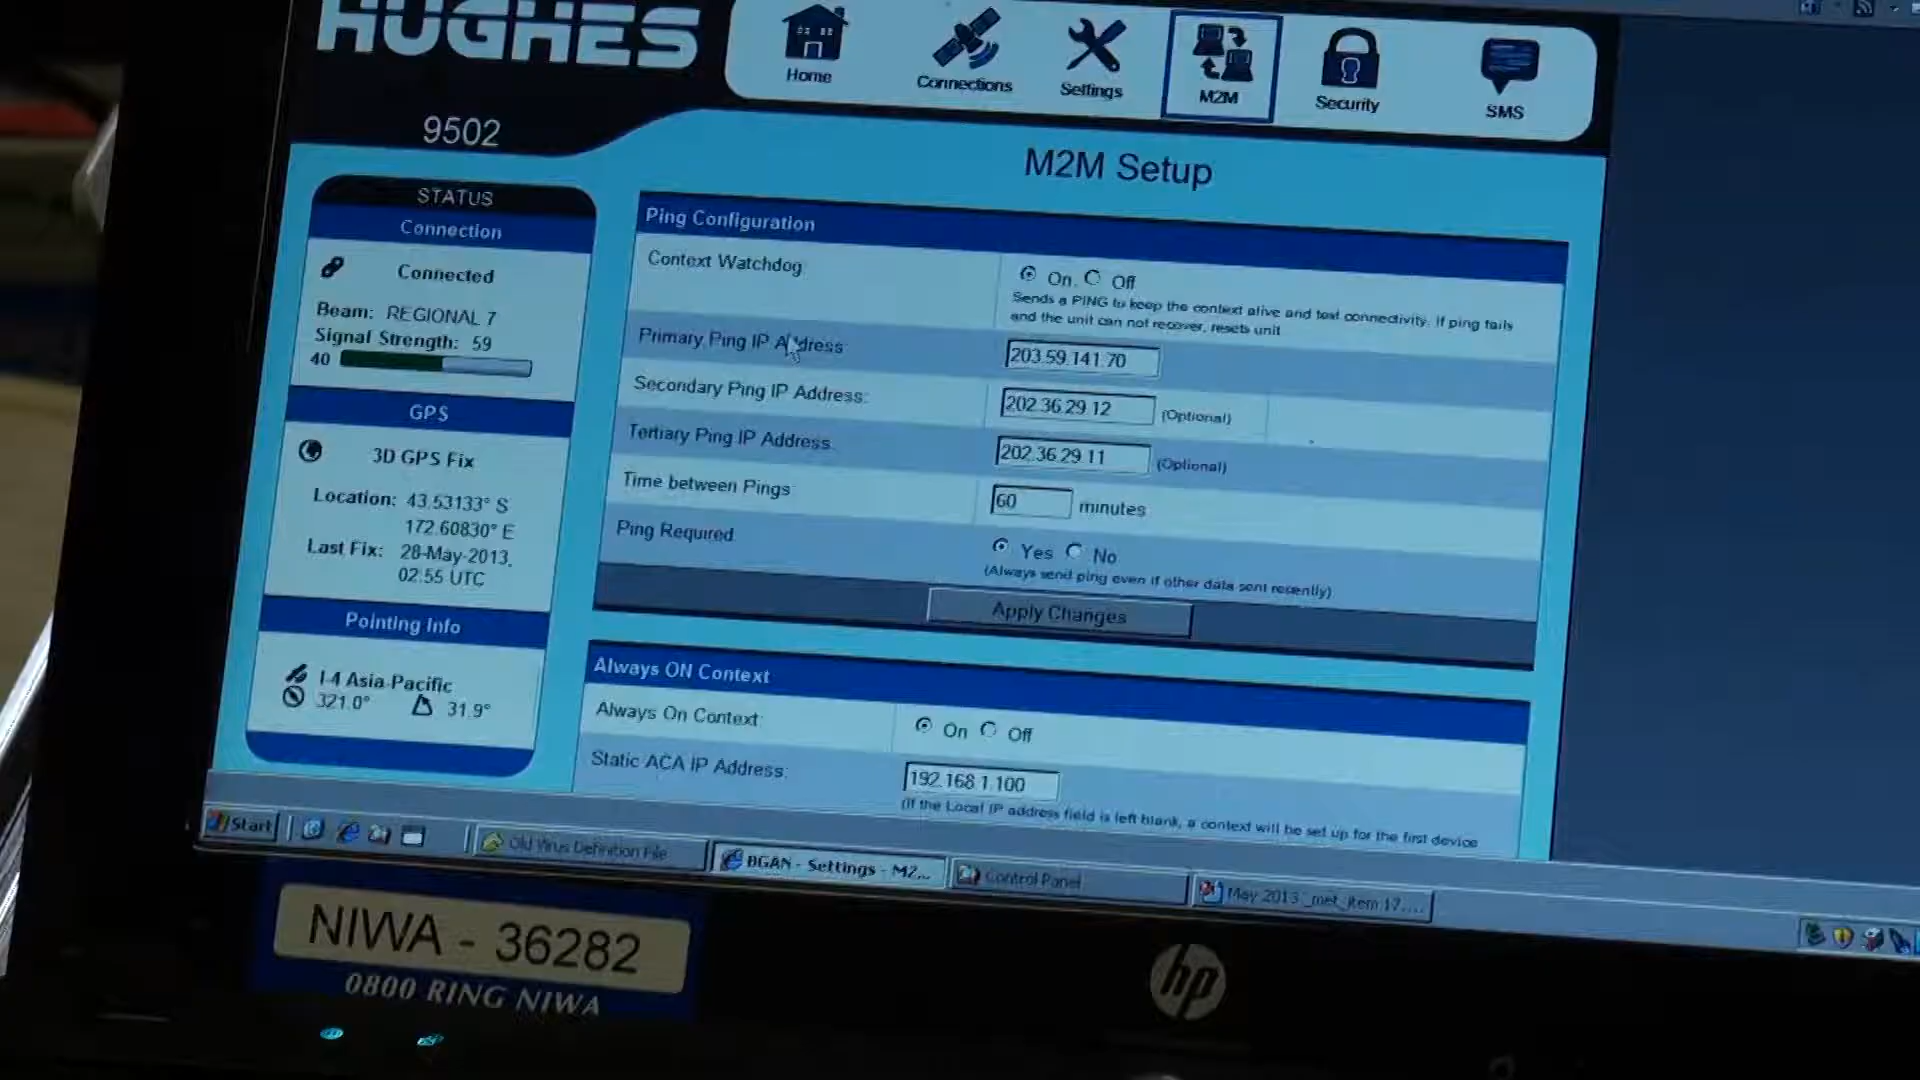 HUGHES
Home
Connections
Settings
M2M
Security
SMS
9502
M2M Setup
STATUS
Connection
Connected
Beam: REGIONAL 7
Signal Strength: 59
40
GPS
3D GPS Fix
Location: 43.53133° S
172.60830° E
Last Fix: 28-May-2013,
02:55 UTC
Pointing Info
I-4 Asia-Pacific
321.0° 31.9°
Ping Configuration
Context Watchdog
On Off
Sends a PING to keep the context alive and test connectivity. If ping fails
and the unit can not recover, resets unit
Primary Ping IP Address: 203.59.141.70
Secondary Ping IP Address: 202.36.29.12 (Optional)
Tertiary Ping IP Address: 202.36.29.11 (Optional)
Time between Pings 60 minutes
Ping Required Yes No
(Always send ping even if other data sent recently)
Apply Changes
Always ON Context
Always On Context: On Off
Static ACA IP Address: 192.168.1.100
(If the Local IP address field is left blank, a context will be set up for the first device
Start
Old Virus Definition File
BGAN - Settings - M2...
Control Panel
May 2013 _met_item 17....
NIWA - 36282
0800 RING NIWA
hp